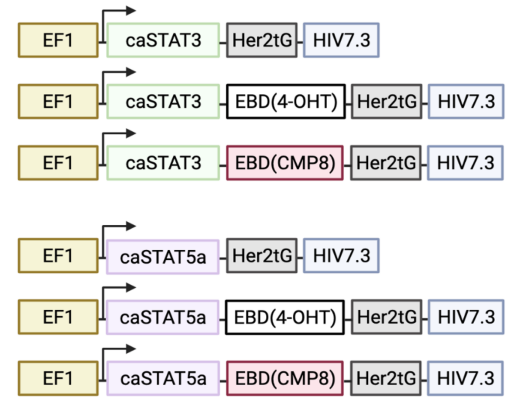 EF1 caSTAT3 Her2tG HIV7.3
EF1 caSTAT3 EBD(4-OHT) Her2tG HIV7.3
EF1 caSTAT3 EBD(CMP8) Her2tG HIV7.3
EF1 caSTAT5a Her2tG HIV7.3
EF1 caSTAT5a EBD(4-OHT) Her2tG HIV7.3
EF1 caSTAT5a EBD(CMP8) Her2tG HIV7.3